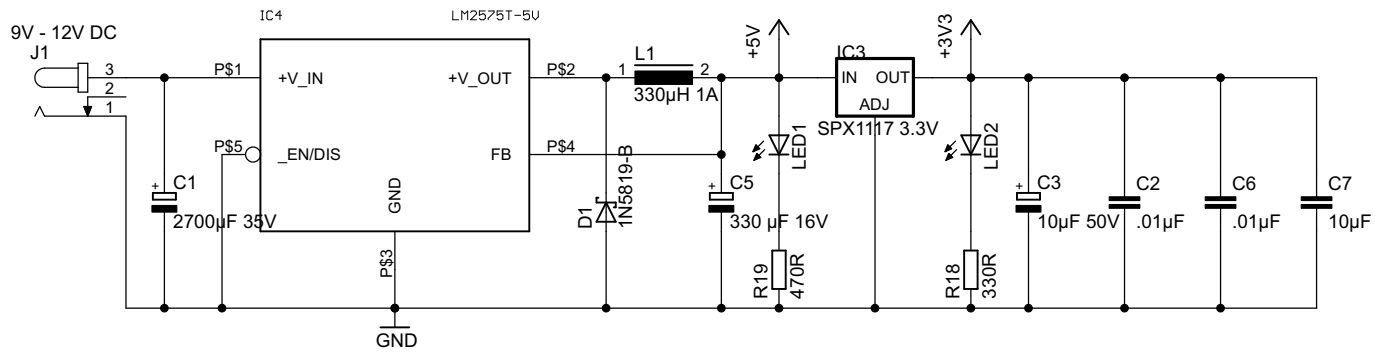 IC4
LM2575T-5V
9V - 12V DC
J1
3
2
1
P$1
+V_IN
+V_OUT
P$2
P$5
_EN/DIS
FB
P$4
GND
P$3
C1
2700µF 35V
D1
1N5819-B
L1
1
2
330µH 1A
C5
330 µF 16V
+5V
LED1
R19
470R
IC3
IN
OUT
ADJ
SPX1117 3.3V
+3V3
LED2
R18
330R
C3
10µF 50V
C2
.01µF
C6
.01µF
C7
10µF
GND